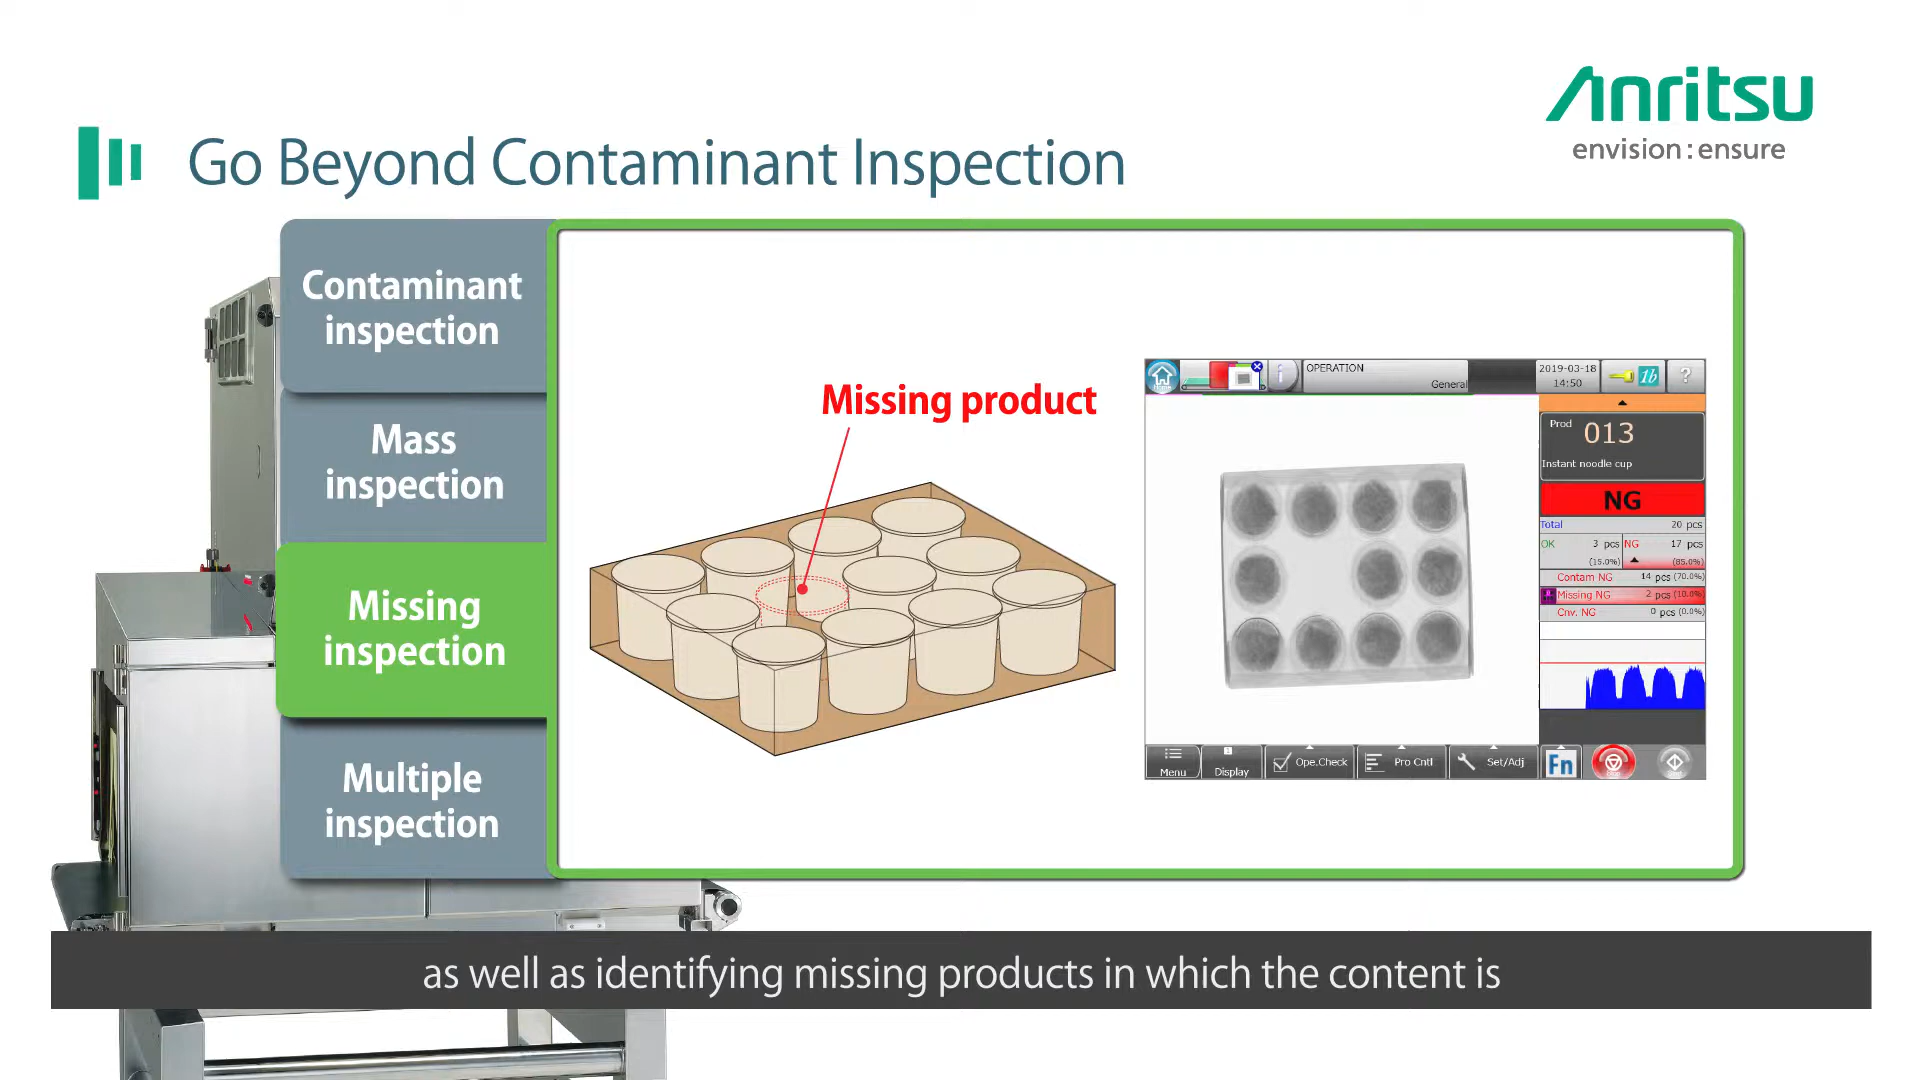 Anritsu
envision : ensure
Go Beyond Contaminant Inspection
Contaminant
inspection
Mass
inspection
Missing
inspection
Multiple
inspection
Missing product
OPERATION
General
2019-03-18
14:50
1b
?
Prod
013
Instant noodle cup
NG
Total 20 pcs
OK 3 pcs NG 17 pcs
(15.0%) (85.0%)
Contam NG 14 pcs (70.0%)
Missing NG 2 pcs (10.0%)
Cnv. NG 0 pcs (0.0%)
Menu
Display
Ope.Check
Pro Cntl
Set/Adj
Fn
as well as identifying missing products in which the content is